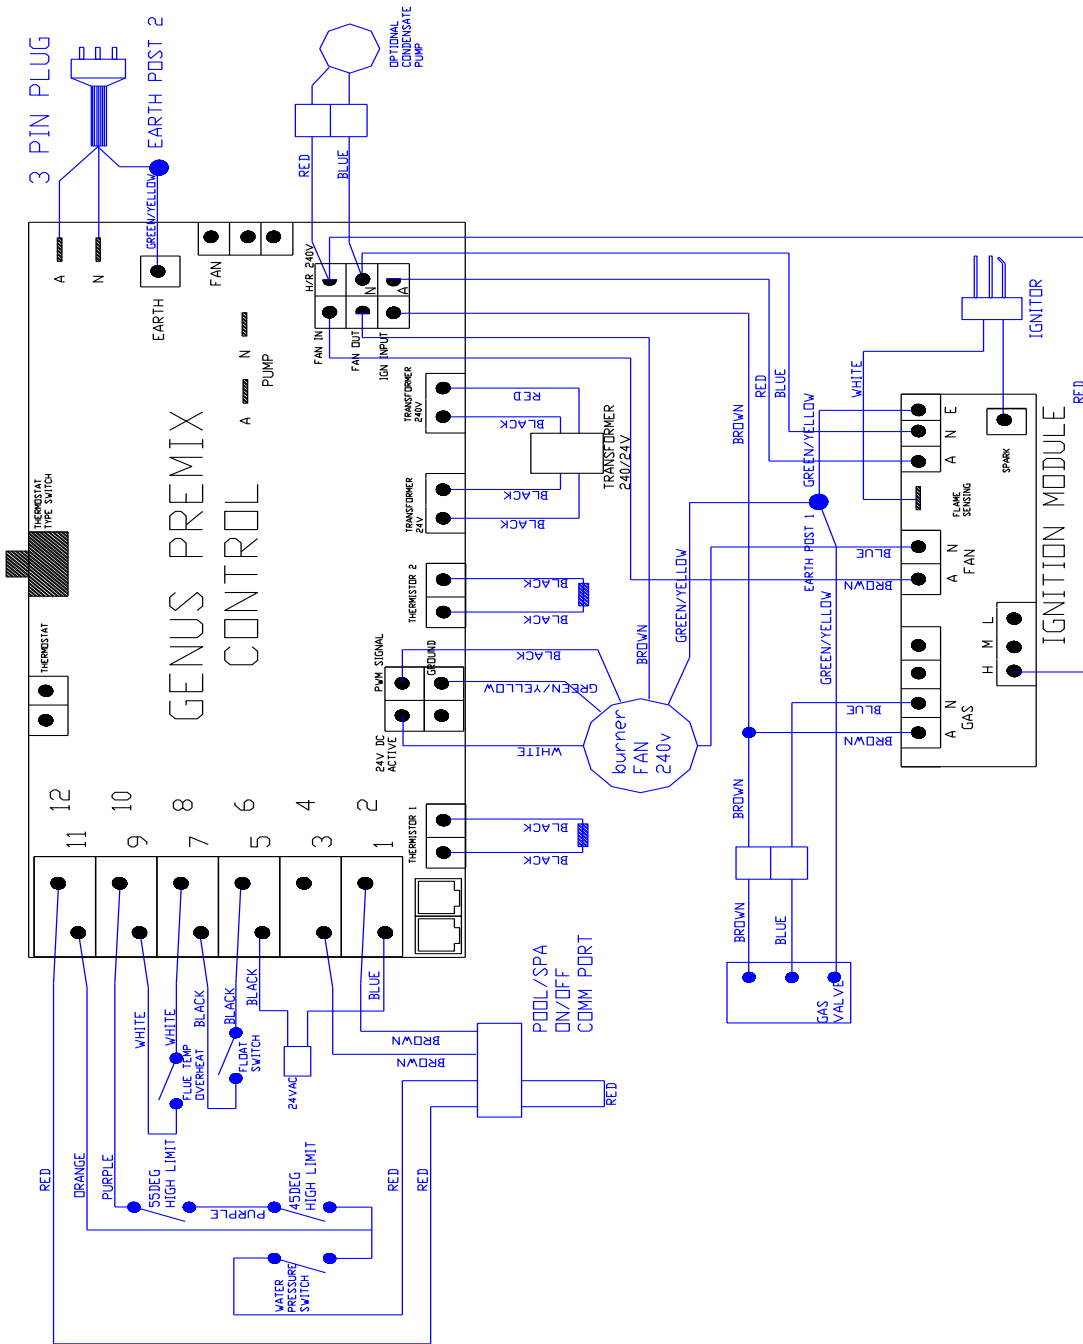 3 PIN PLUG
EARTH POST 2
GREEN/YELLOW
A
N
EARTH
FAN
A N
PUMP
OPTIONAL
CONDENSATE
PUMP
RED
BLUE
H/R 240V
N
A
FAN IN
FAN OUT
IGN INPUT
GENUS PREMIX
CONTROL
THERMOSTAT
TYPE SWITCH
THERMOSTAT
TRANSFORMER
240V
TRANSFORMER
24V
THERMISTOR 2
PWM SIGNAL
GROUND
24V DC
ACTIVE
THERMISTOR 1
RED
BLACK
TRANSFORMER
240/24V
BLACK
BLACK
BLACK
BLACK
BLACK
GREEN/YELLOW
WHITE
BLACK
BLACK
burner
FAN
240v
BROWN
GREEN/YELLOW
BROWN
RED
BLUE
GREEN/YELLOW
EARTH POST 1
GREEN/YELLOW
WHITE
IGNITOR
RED
IGNITION MODULE
SPARK
A N E
FLAME
SENSING
A N
FAN
H M L
A N
GAS
BLUE
BROWN
BLUE
BROWN
BROWN
BROWN
BLUE
GAS
VALVE
12
11
10
9
8
7
6
5
4
3
2
1
RED
ORANGE
PURPLE
WHITE
WHITE
BLACK
BLACK
BLACK
BLUE
FLUE TEMP
OVERHEAT
FLOAT
SWITCH
24VAC
BROWN
BROWN
POOL/SPA
ON/OFF
COMM PORT
RED
RED
RED
55DEG
HIGH LIMIT
PURPLE
45DEG
HIGH LIMIT
WATER
PRESSURE
SWITCH